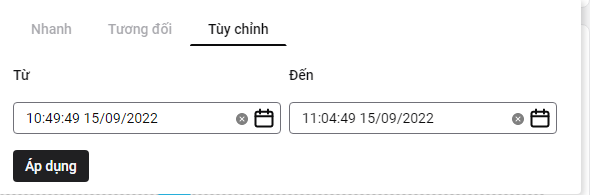 Nhanh Tương đối Tùy chỉnh
Từ Đến
10:49:49 15/09/2022 11:04:49 15/09/2022
Áp dụng